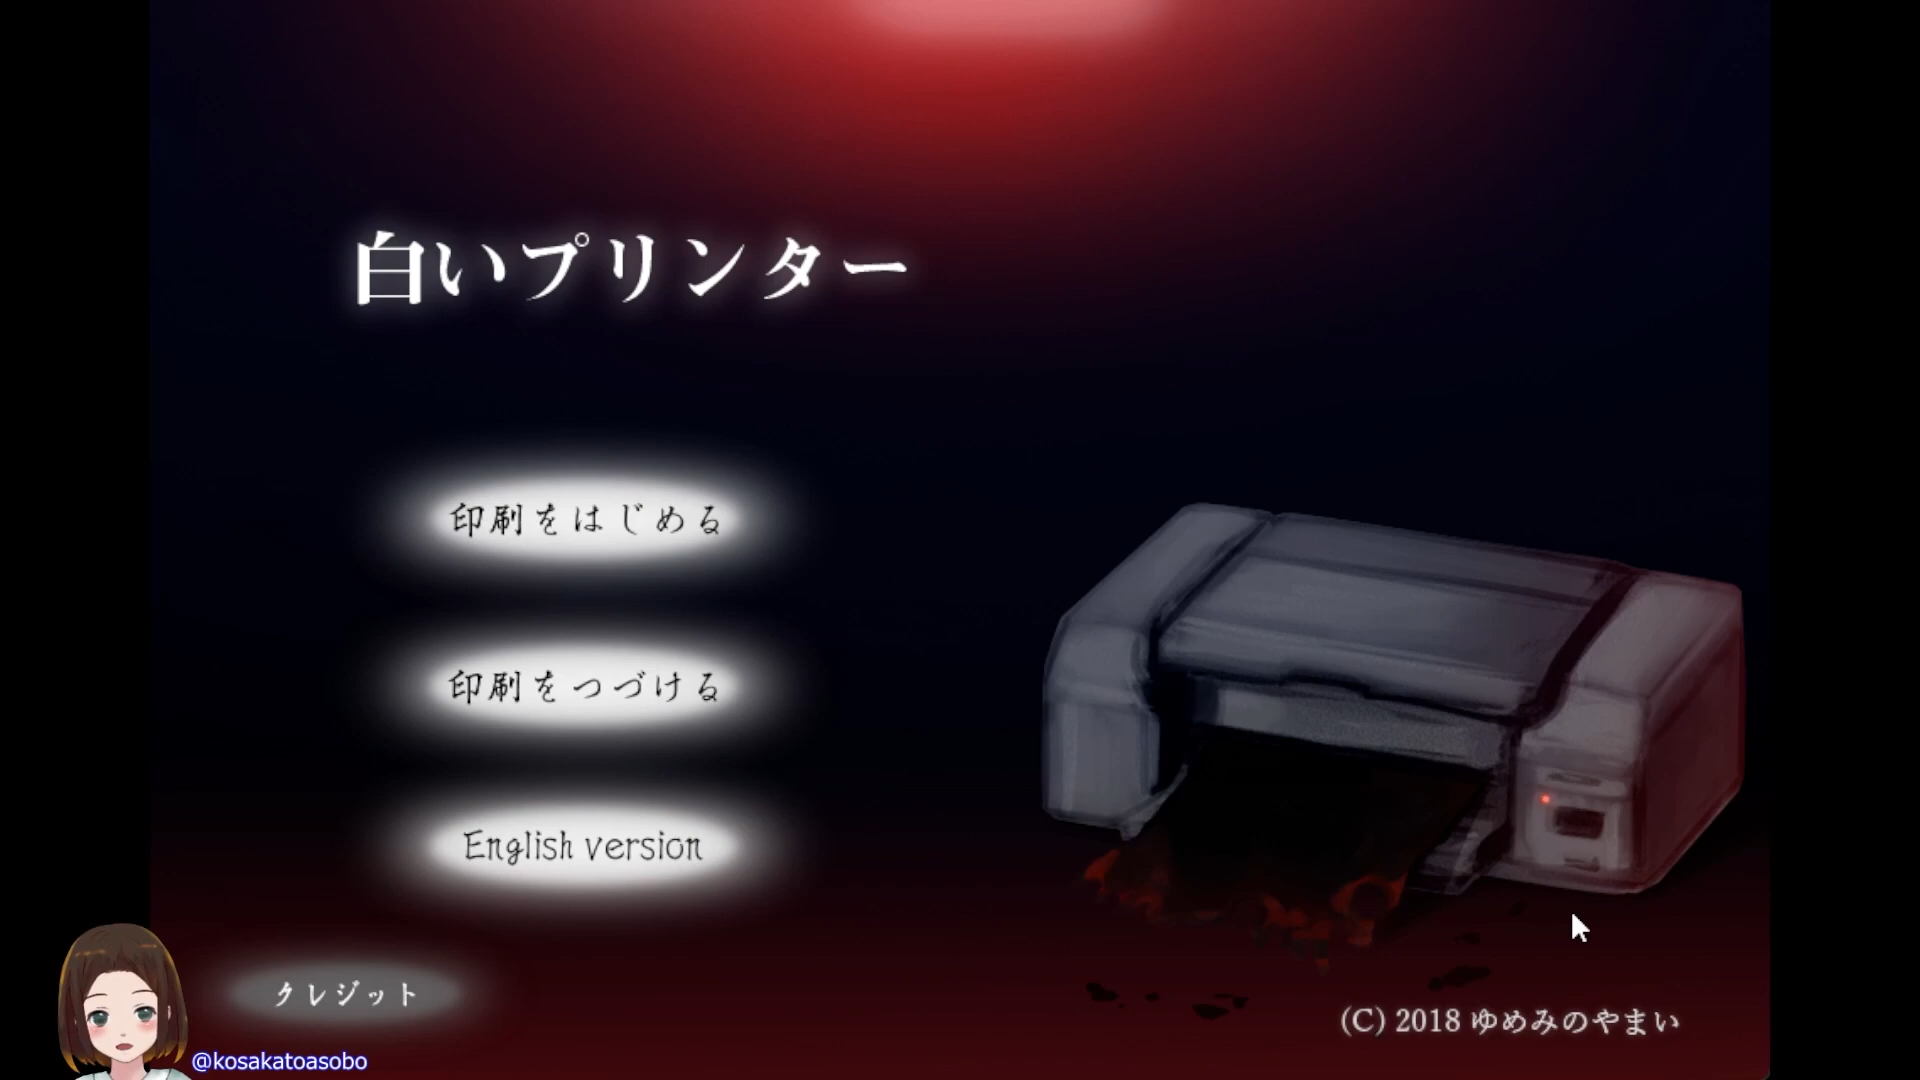 白いプリンター
印刷をはじめる
印刷をつづける
English version
クレジット
(C) 2018 ゆめみのやまい
@kosakatoasobo